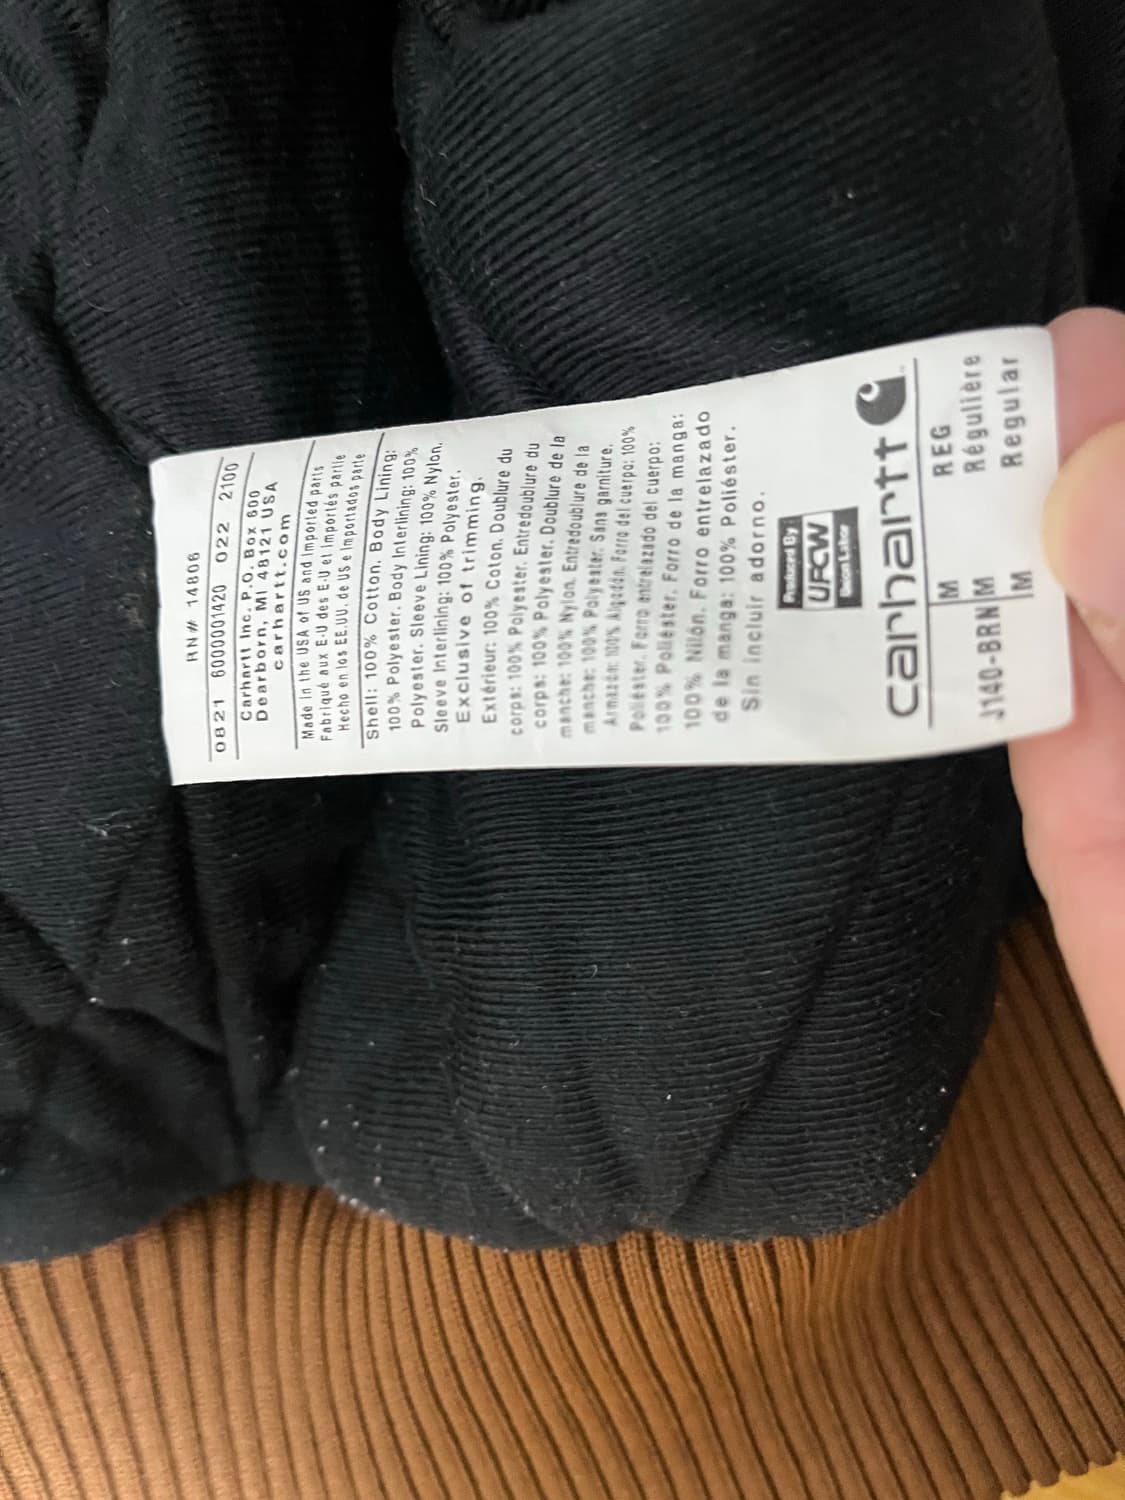 carhartt
J140-BRN
M REG
M Régulière
M Regular
Produced By
UFCW
Union Labor
RN# 14806
0821 6000001420 022 2100
Carhartt Inc. P.O. Box 600
Dearborn, MI 48121 USA
carhartt.com
Made in the USA of US and Imported parts
Fabriqué aux E-U des E-U et Importés partie
Hecho en los EE.UU. de US e Importados parte
Shell: 100% Cotton. Body Lining:
100% Polyester. Body Interlining: 100%
Polyester. Sleeve Lining: 100% Nylon.
Sleeve Interlining: 100% Polyester.
Exclusive of trimming.
Extérieur: 100% Coton. Doublure du
corps: 100% Polyester. Entredoublure du
corps: 100% Polyester. Doublure de la
manche: 100% Nylon. Entredoublure de la
manche: 100% Polyester. Sans garniture.
Armazón: 100% Algodón. Forro del cuerpo: 100%
Poliéster. Forro entrelazado del cuerpo:
100% Poliéster. Forro de la manga:
100% Nilón. Forro entrelazado
de la manga: 100% Poliéster.
Sin incluir adorno.